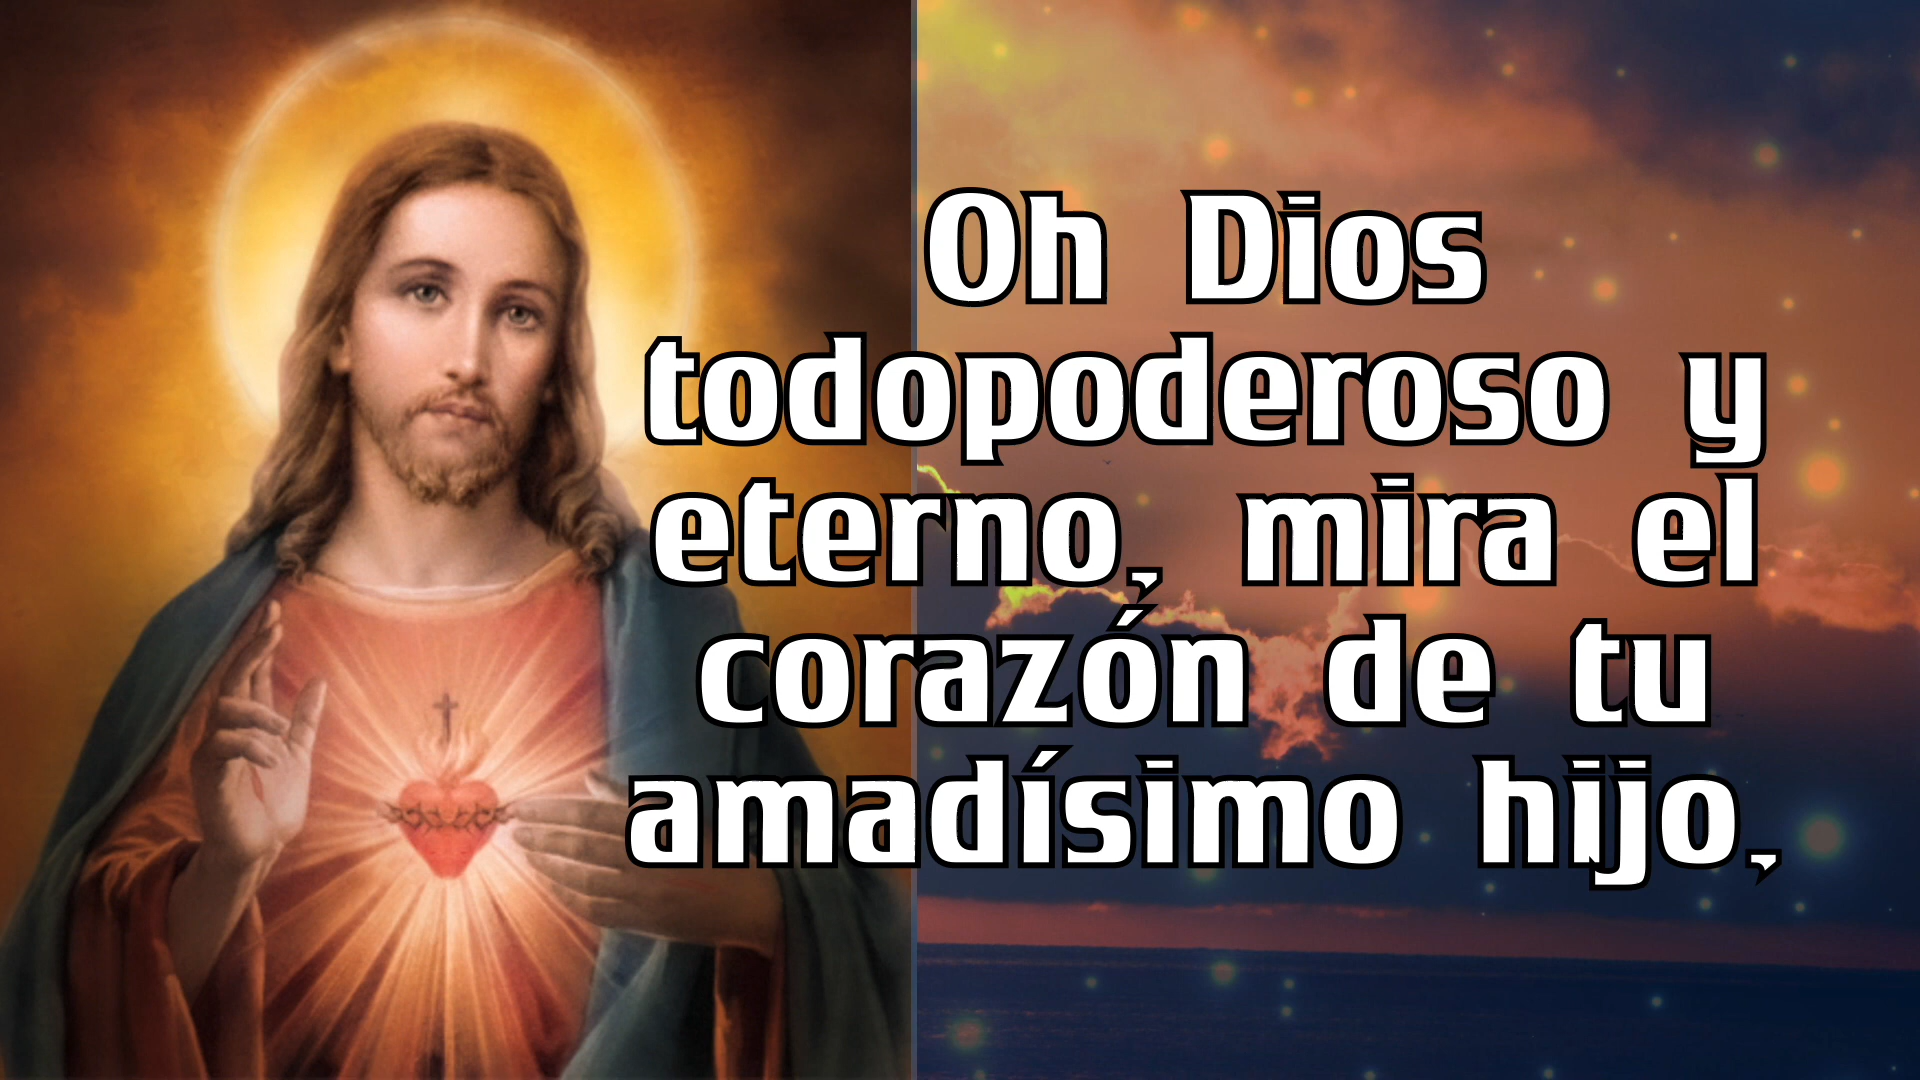 Oh Dios
todopoderoso y
eterno, mira el
corazón de tu
amadísimo hijo,